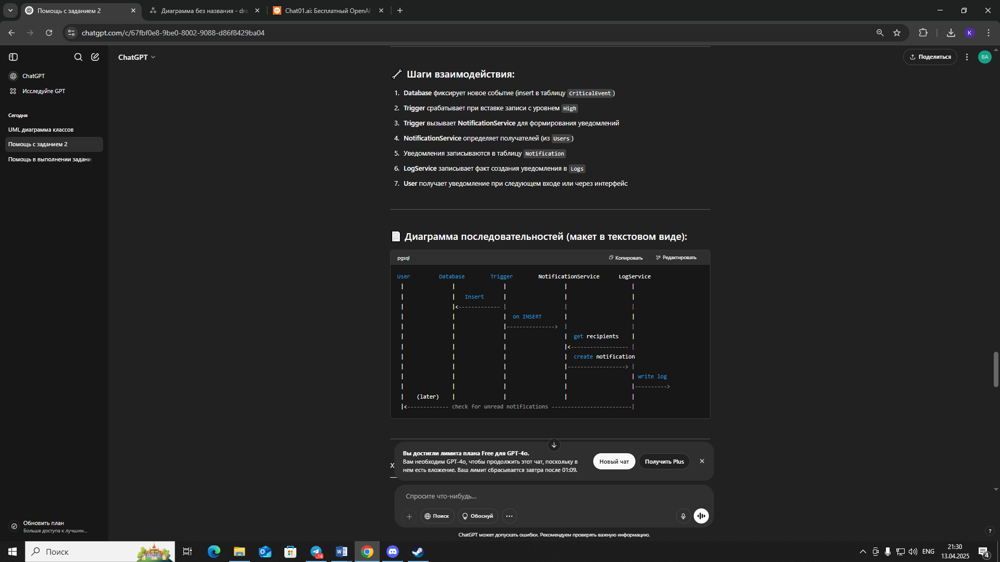 Помощь с заданием 2
Диаграмма без названия - dra
Chat01.ai: Бесплатный OpenAI
chatgpt.com/c/67fbf0e8-9be0-8002-9088-d86f8429ba04
K
ChatGPT
Поделиться
BA
ChatGPT
Исследуйте GPT
Сегодня
UML диаграмма классов
Помощь с заданием 2
Помощь в выполнении задани
Шаги взаимодействия:
1. Database фиксирует новое событие (insert в таблицу CriticalEvent)
2. Trigger срабатывает при вставке записи с уровнем High
3. Trigger вызывает NotificationService для формирования уведомлений
4. NotificationService определяет получателей (из Users)
5. Уведомления записываются в таблицу Notification
6. LogService записывает факт создания уведомления в Logs
7. User получает уведомление при следующем входе или через интерфейс
Диаграмма последовательностей (макет в текстовом виде):
pgsql
Копировать
Редактировать
User Database Trigger NotificationService LogService
Insert
on INSERT
get recipients
create notification
write log
(later)
check for unread notifications
Вы достигли лимита плана Free для GPT-4o.
Вам необходим GPT-4o, чтобы продолжить этот чат, поскольку в
нем есть вложение. Ваш лимит сбрасывается завтра после 01:09.
Новый чат
Получить Plus
Х
Спросите что-нибудь...
Поиск
Обоснуй
ChatGPT может допускать ошибки. Рекомендуем проверять важную информацию.
?
Обновить план
Больше доступа к лучшим...
Поиск
16
ENG
21:30
13.04.2025
4